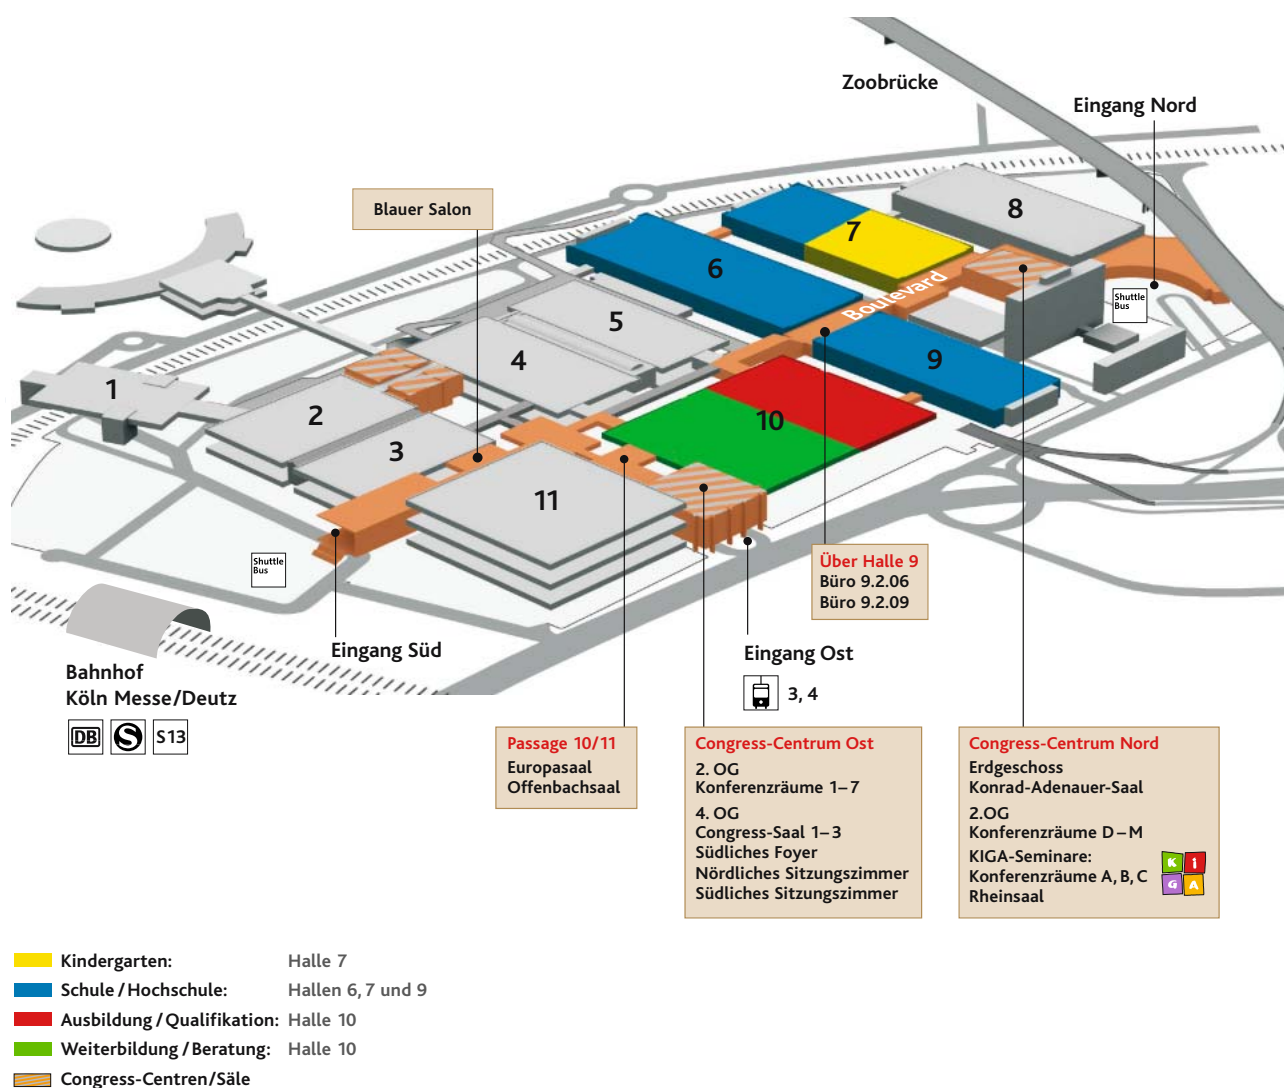 Zoobrücke
Eingang Nord
Blauer Salon
8
7
6
Boulevard
Shuttle
Bus
5
4
9
1
2
10
3
11
Shuttle
Bus
Über Halle 9
Büro 9.2.06
Büro 9.2.09
Eingang Süd
Eingang Ost
3, 4
Bahnhof
Köln Messe/Deutz
DB
S
S13
Passage 10/11
Europasaal
Offenbachsaal
Congress-Centrum Ost
2. OG
Konferenzräume 1–7
4. OG
Congress-Saal 1–3
Südliches Foyer
Nördliches Sitzungszimmer
Südliches Sitzungszimmer
Congress-Centrum Nord
Erdgeschoss
Konrad-Adenauer-Saal
2.OG
Konferenzräume D–M
KIGA-Seminare:
Konferenzräume A, B, C
Rheinsaal
K I
G A
Kindergarten: Halle 7
Schule/Hochschule: Hallen 6, 7 und 9
Ausbildung/Qualifikation: Halle 10
Weiterbildung/Beratung: Halle 10
Congress-Centren/Säle